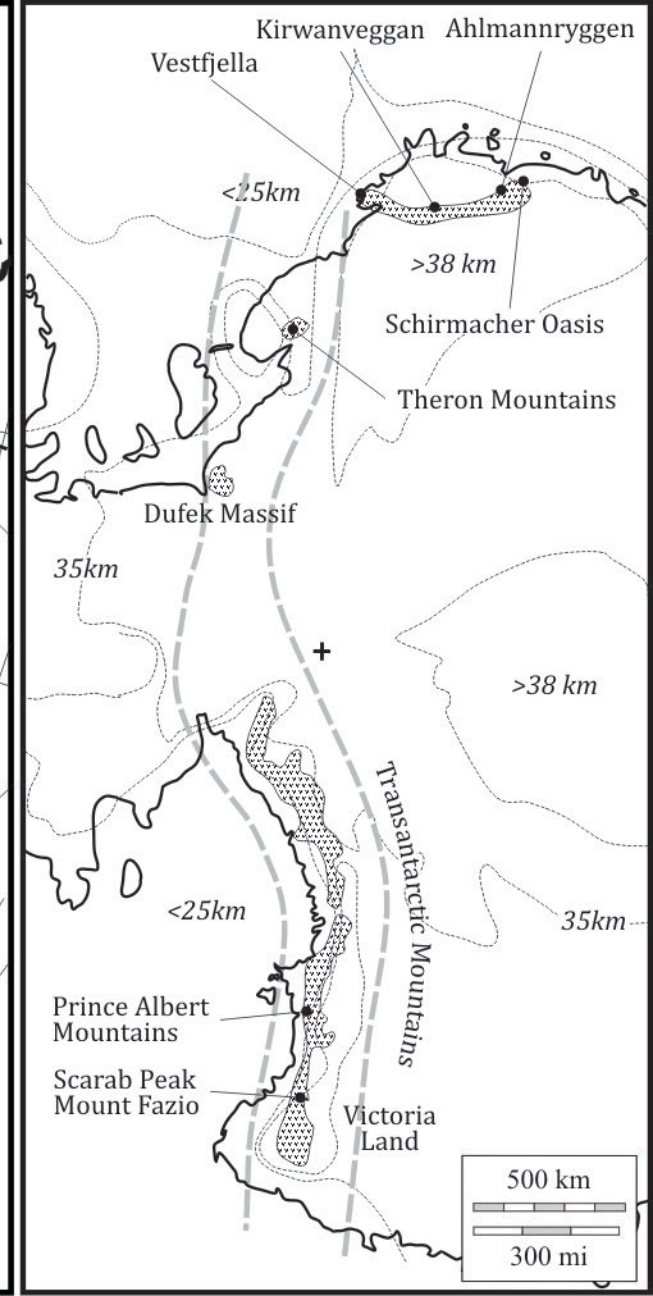 Kirwanveggan
Ahlmannryggen
Vestfjella
<25km
>38 km
Schirmacher Oasis
Theron Mountains
Dufek Massif
35km
+
>38 km
Transantarctic Mountains
<25km
35km
Prince Albert
Mountains
Scarab Peak
Mount Fazio
Victoria
Land
500 km
300 mi